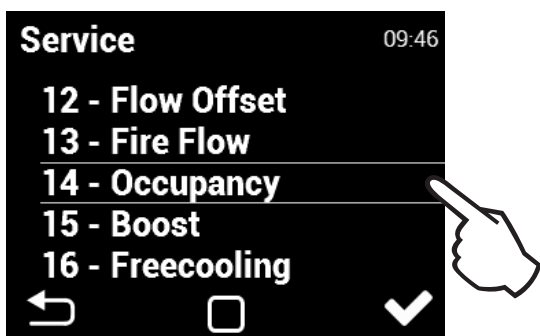 Service 09:46
12 - Flow Offset
13 - Fire Flow
14 - Occupancy
15 - Boost
16 - Freecooling